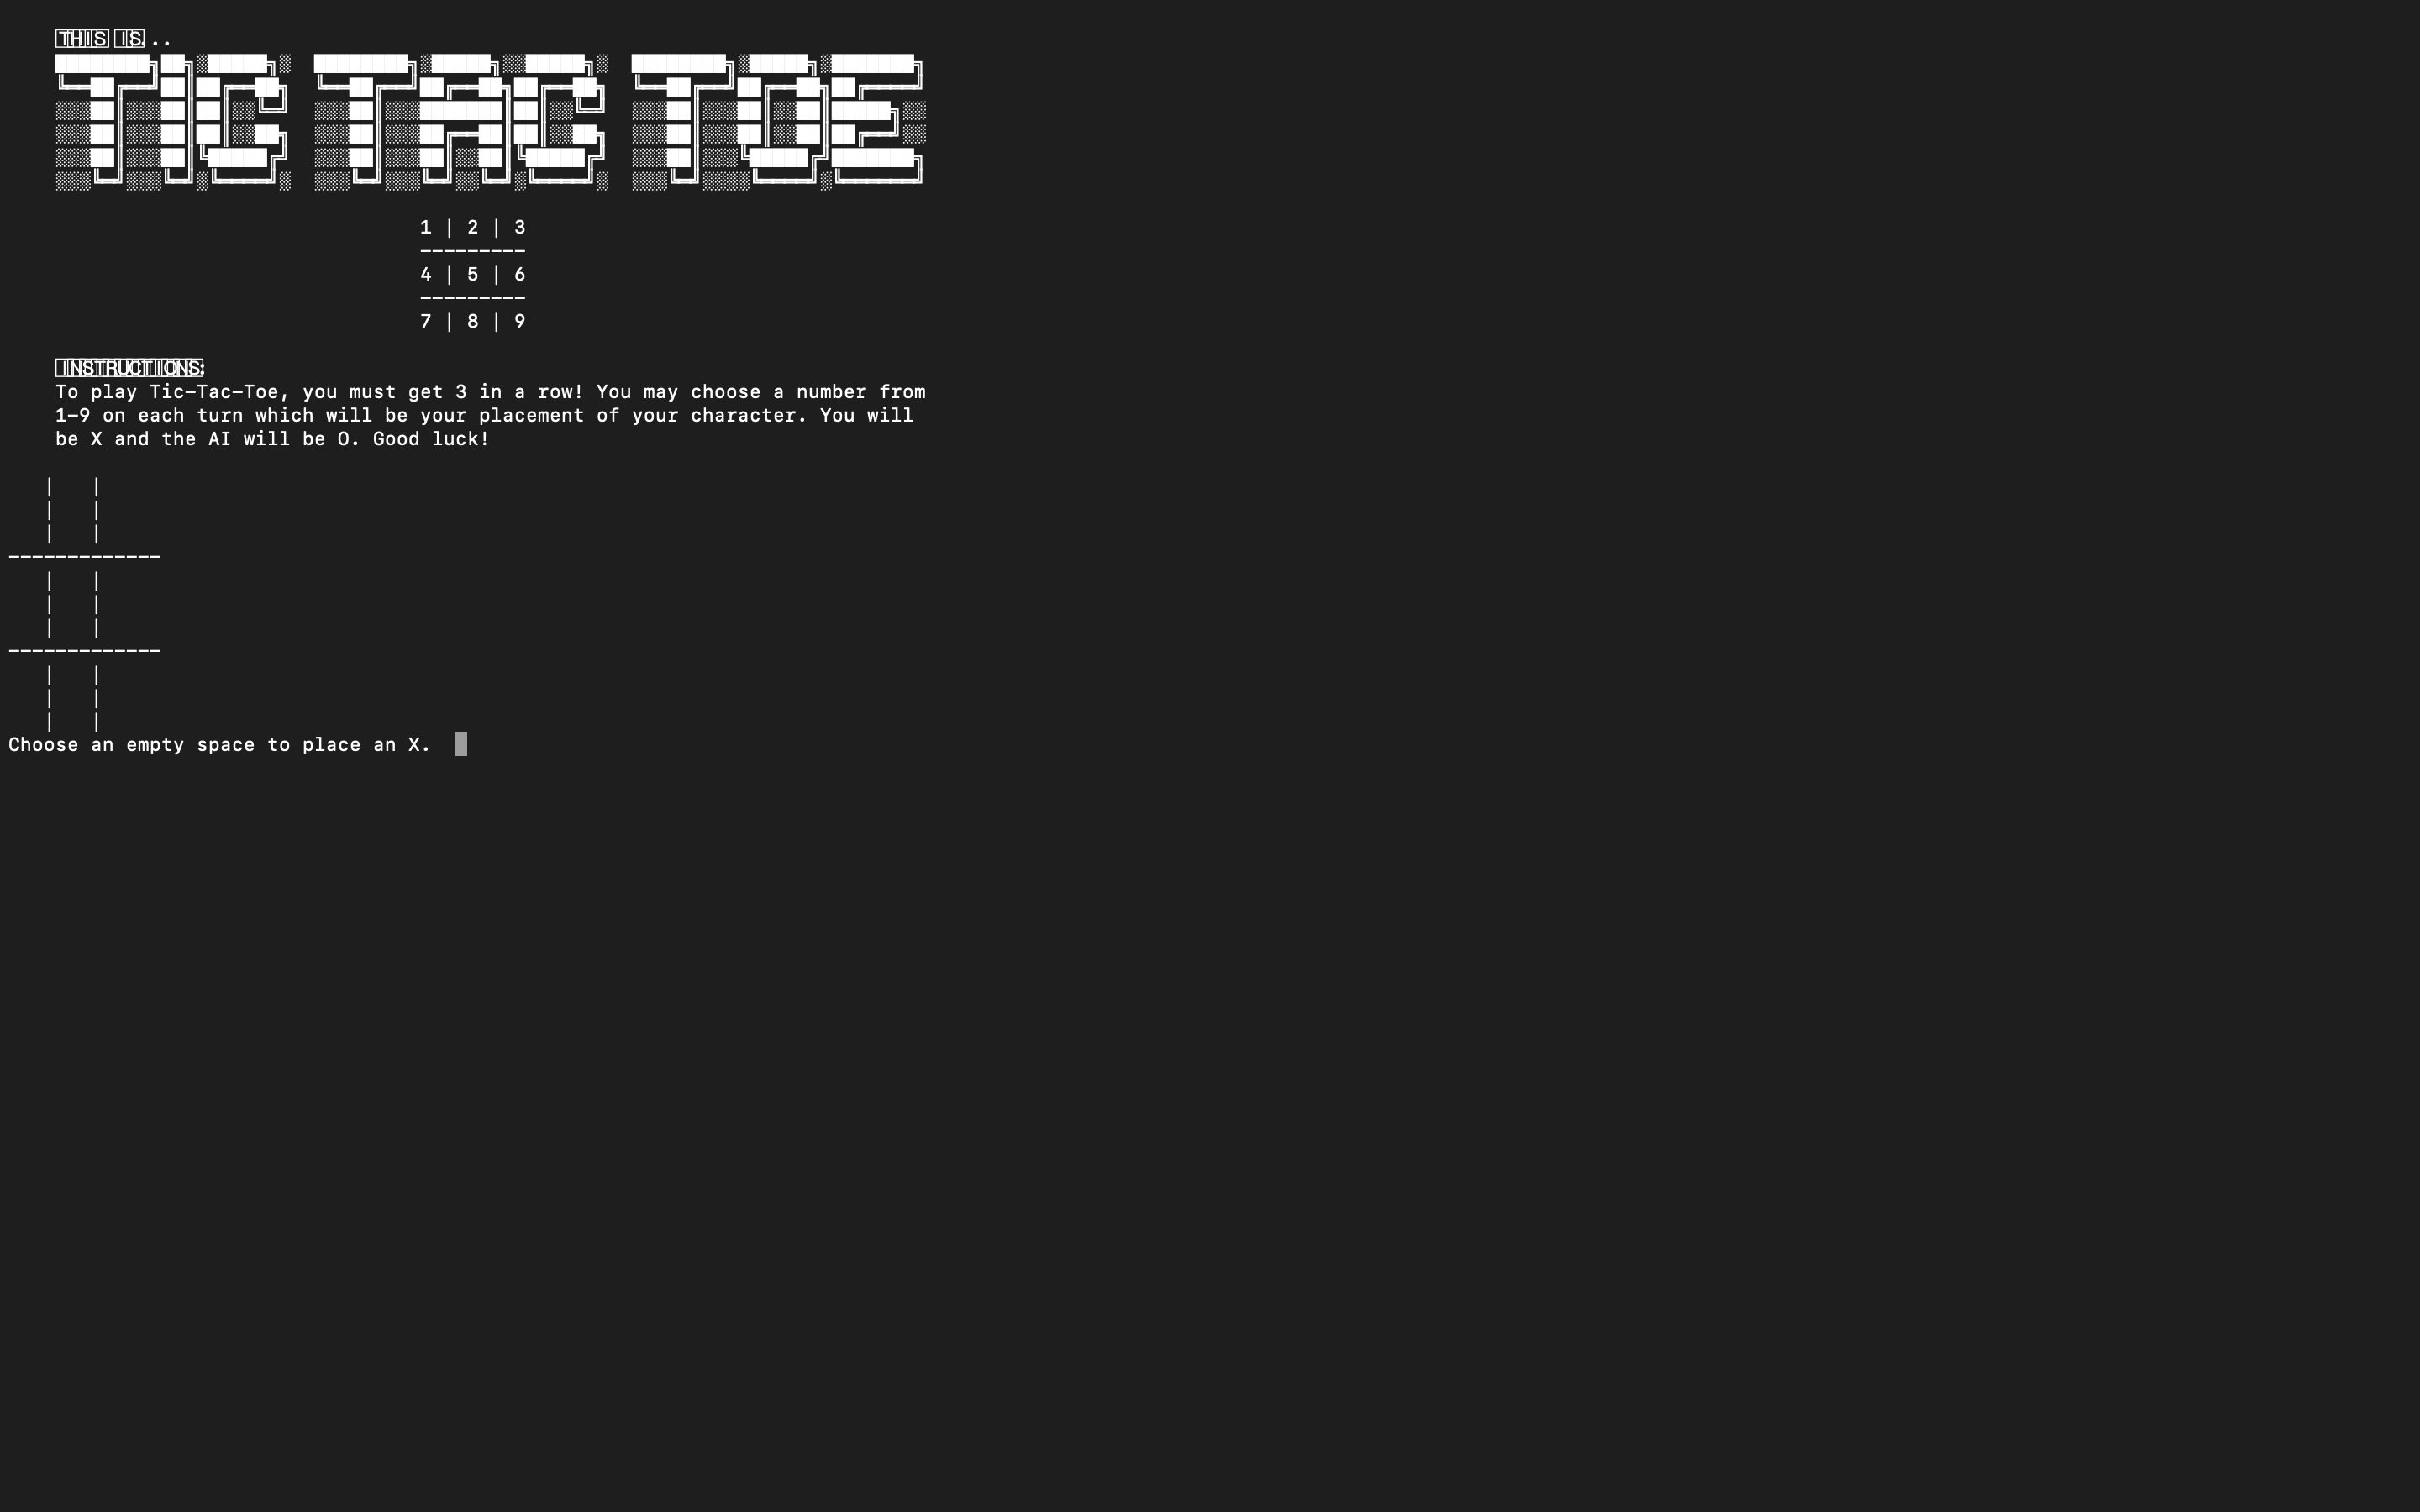 THIS IS...
TIC TAC TOE
1 | 2 | 3
—————————
4 | 5 | 6
—————————
7 | 8 | 9
INSTRUCTIONS:
To play Tic-Tac-Toe, you must get 3 in a row! You may choose a number from
1-9 on each turn which will be your placement of your character. You will
be X and the AI will be O. Good luck!
Choose an empty space to place an X.